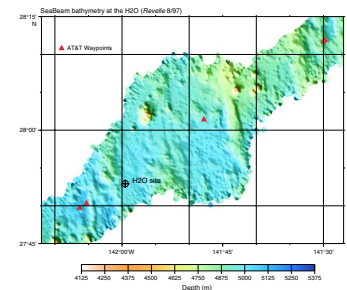 SeaBeam bathymetry at the H2O (Revelle 8/97)
28°15'
N
AT&T Waypoints
28°00'
H2O site
27°45'
142°00'W 141°45' 141°30'
4125 4250 4375 4500 4625 4750 4875 5000 5125 5250 5375
Depth (m)